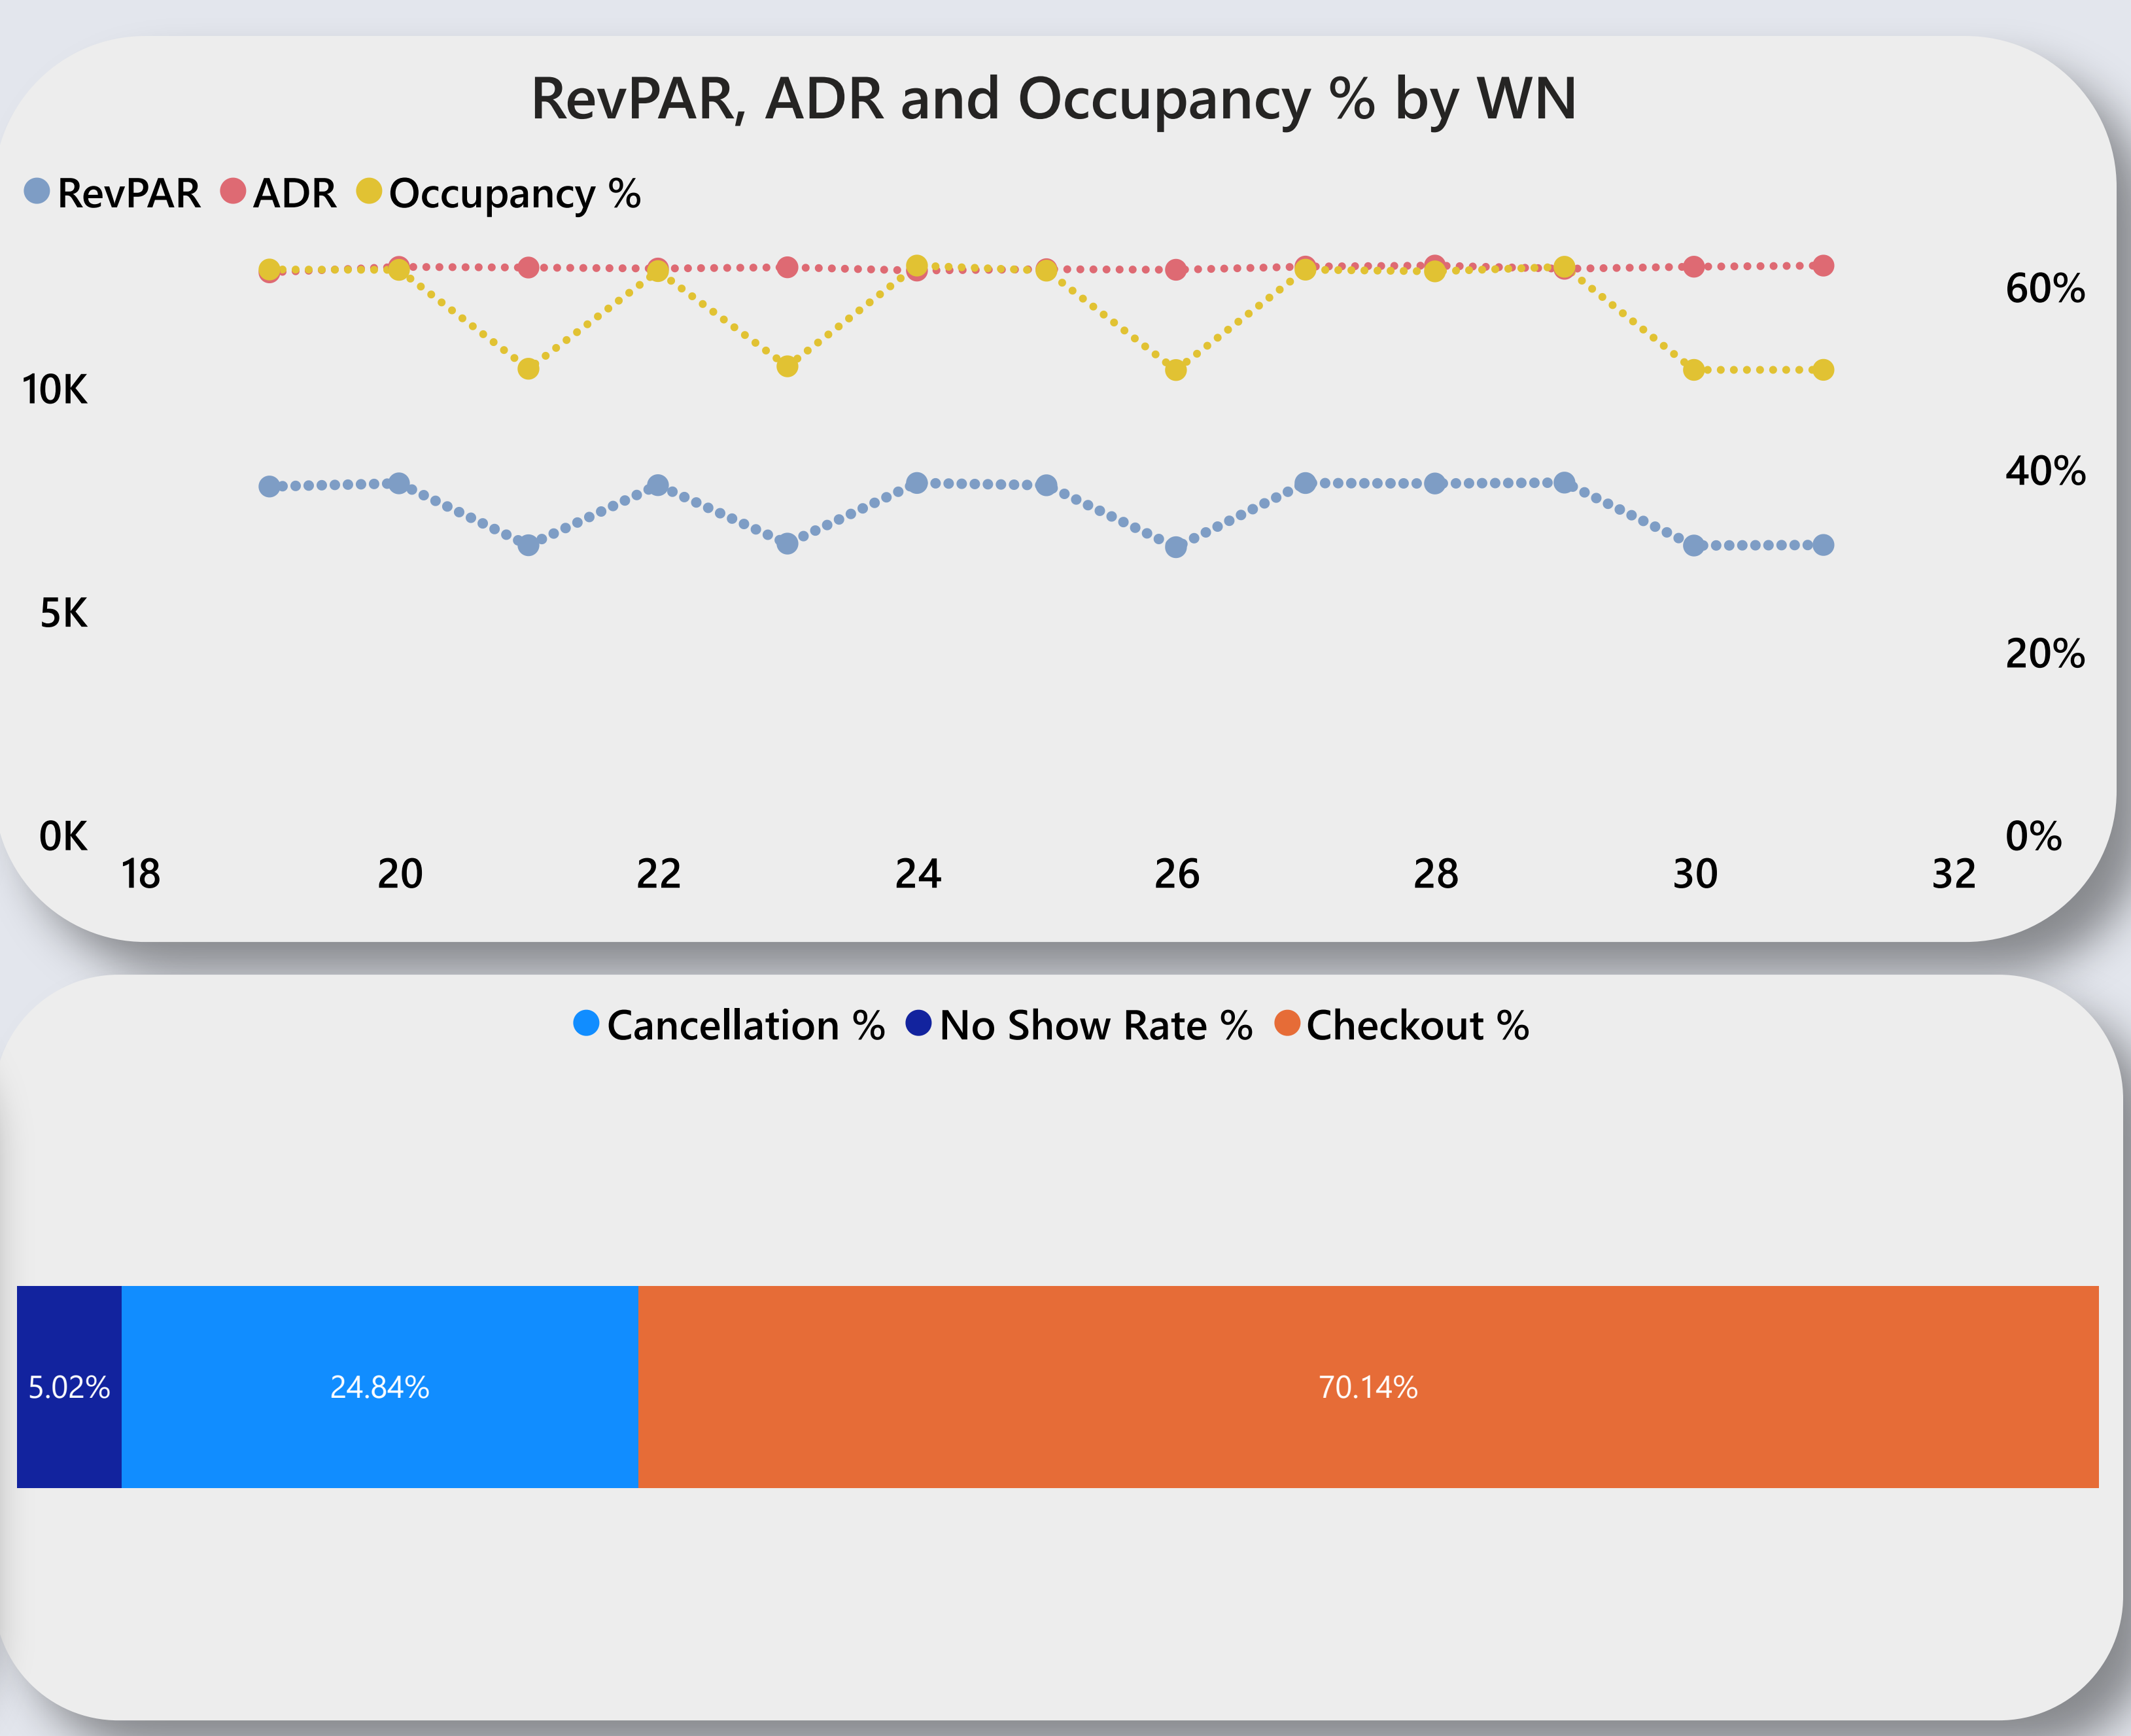 RevPAR, ADR and Occupancy % by WN
RevPAR ADR Occupancy %
60%
10K
40%
5K
20%
0K 0%
18 20 22 24 26 28 30 32
Cancellation % No Show Rate % Checkout %
5.02% 24.84% 70.14%